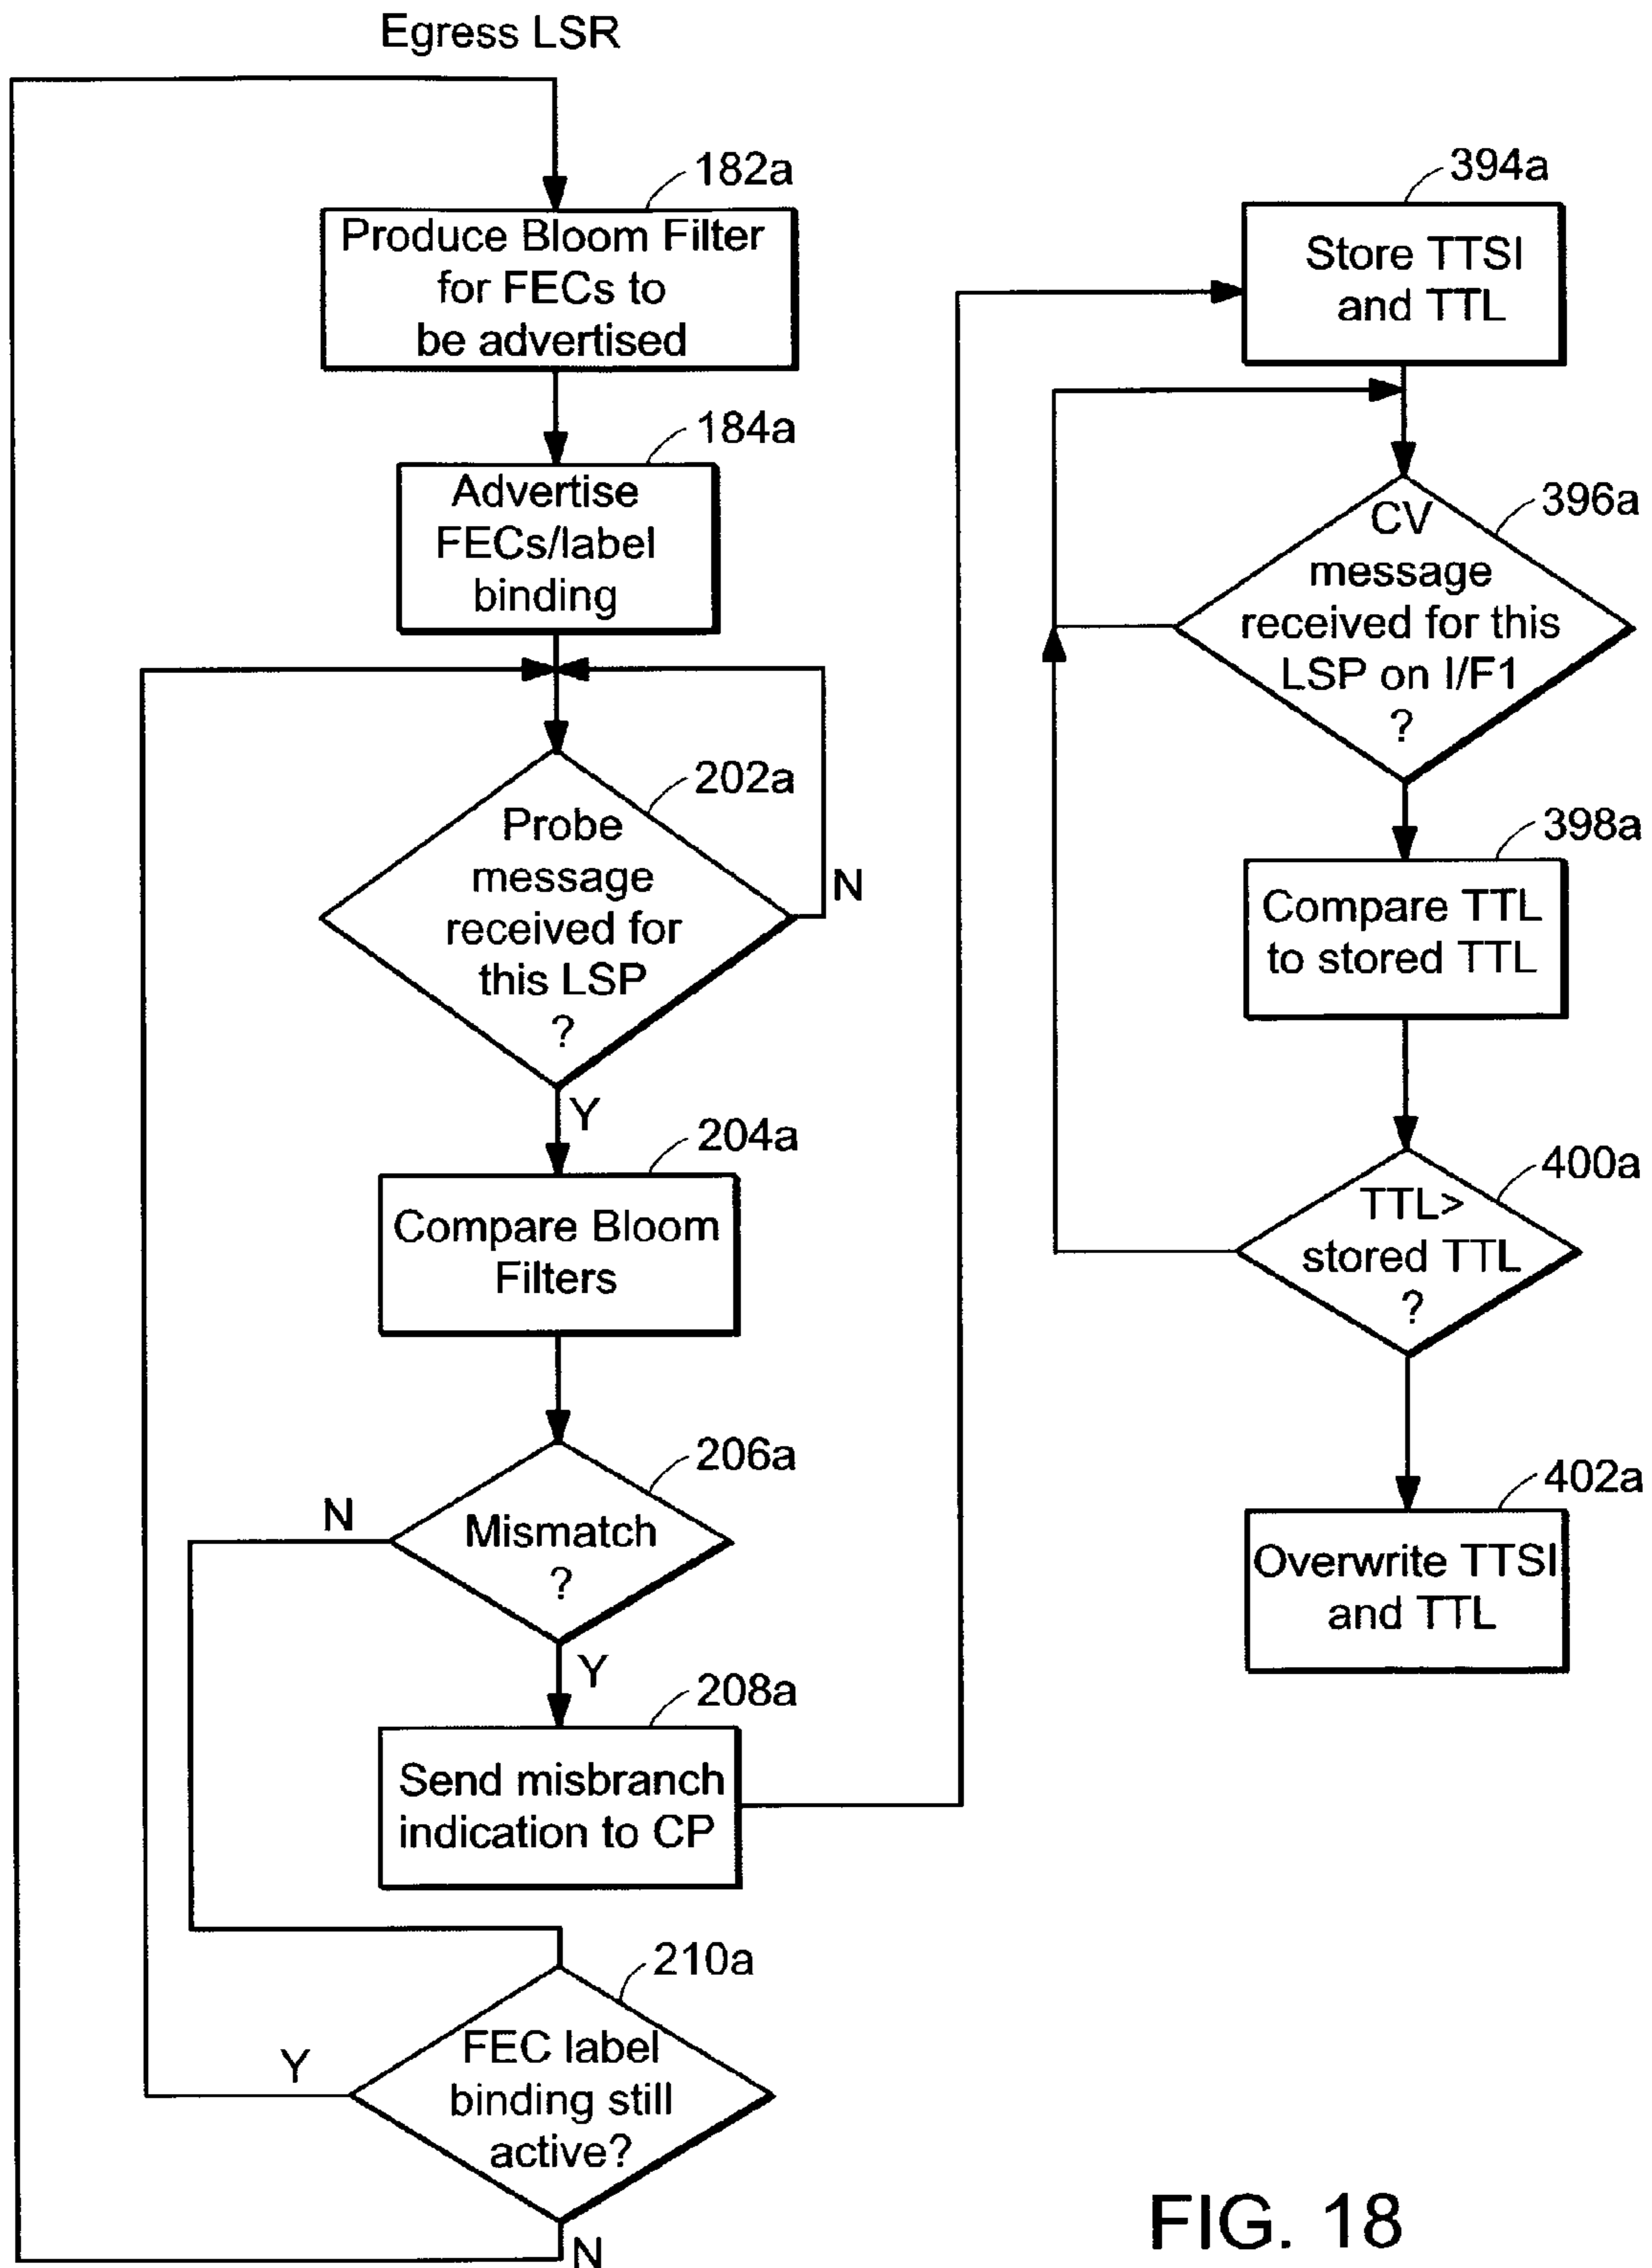 Egress LSR
182a
Produce Bloom Filter
for FECs to
be advertised
184a
Advertise
FECs/label
binding
202a
Probe
message
received for
this LSP
?
N
Y
204a
Compare Bloom
Filters
206a
Mismatch
?
N
Y
208a
Send misbranch
indication to CP
210a
FEC label
binding still
active?
Y
N
394a
Store TTSI
and TTL
396a
CV
message
received for this
LSP on I/F1
?
398a
Compare TTL
to stored TTL
400a
TTL>
stored TTL
?
402a
Overwrite TTSI
and TTL
FIG. 18